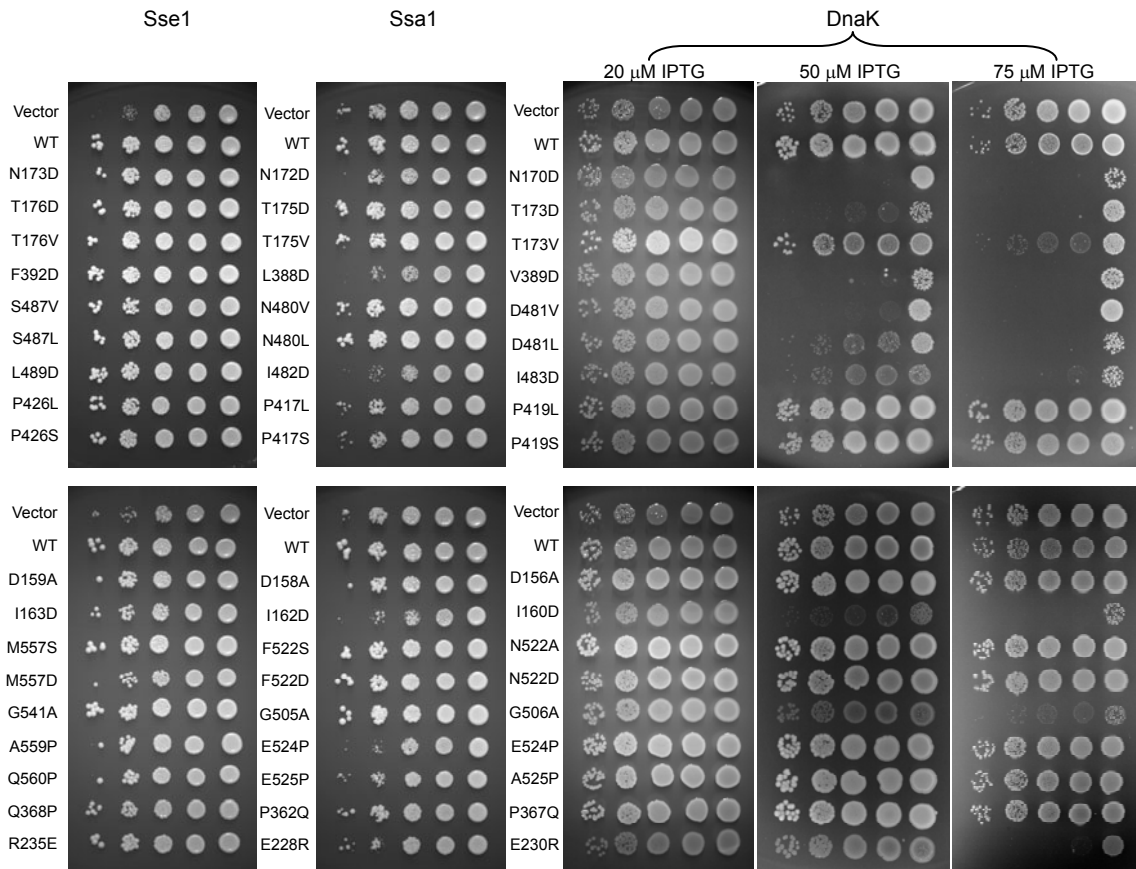 Sse1 Ssa1 DnaK
20 μM IPTG 50 μM IPTG 75 μM IPTG
Vector Vector Vector
WT WT WT
N173D N172D N170D
T176D T175D T173D
T176V T175V T173V
F392D L388D V389D
S487V N480V D481V
S487L N480L D481L
L489D I482D I483D
P426L P417L P419L
P426S P417S P419S
Vector Vector Vector
WT WT WT
D159A D158A D156A
I163D I162D I160D
M557S F522S N522A
M557D F522D N522D
G541A G505A G506A
A559P E524P E524P
Q560P E525P A525P
Q368P P362Q P367Q
R235E E228R E230R